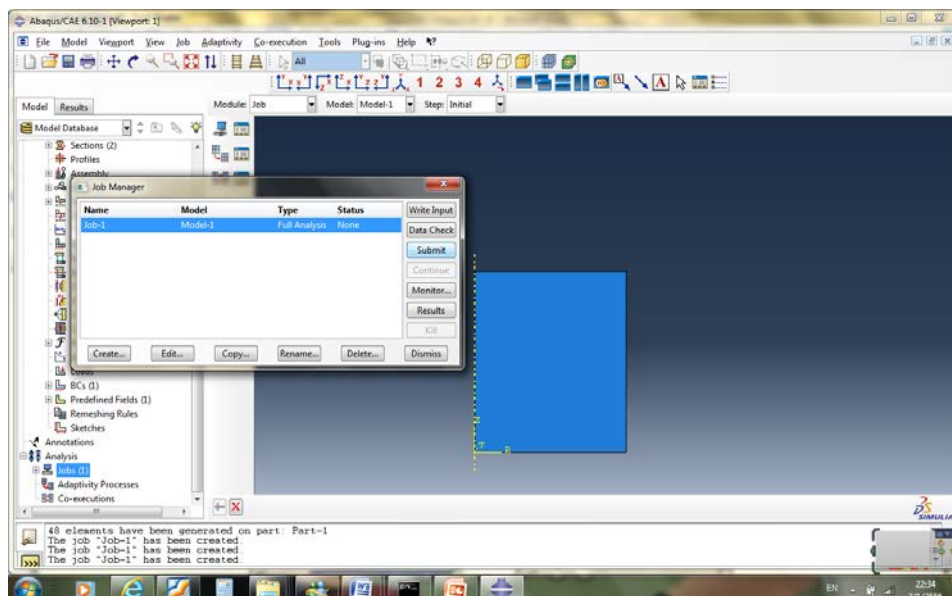 Abaqus/CAE 6.10-1 [Viewport: 1]
File Model Viewport View Job Adaptivity Co-execution Tools Plug-ins Help
All
1 2 3 4
Model Results
Module: Job Model: Model-1 Step: Initial
Model Database
Sections (2)
Profiles
Assembly
Job Manager
Name Model Type Status
Job-1 Model-1 Full Analysis None
Write Input
Data Check
Submit
Continue
Monitor...
Results
Kill
Create... Edit... Copy... Rename... Delete... Dismiss
BCs (1)
Predefined Fields (1)
Remeshing Rules
Sketches
Annotations
Analysis
Jobs (1)
Adaptivity Processes
Co-executions
Z
T R
SIMULIA
48 elements have been generated on part: Part-1
The job "Job-1" has been created.
The job "Job-1" has been created.
The job "Job-1" has been created.
EN 22:34